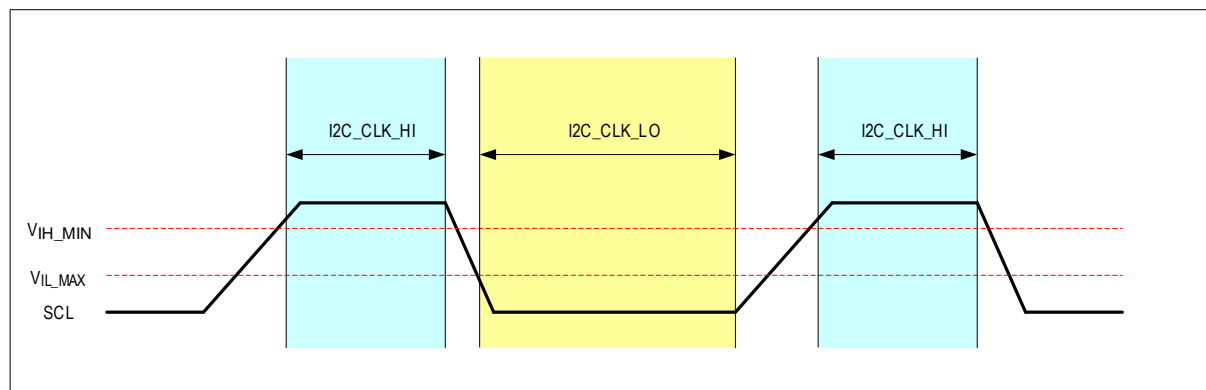 I2C_CLK_HI
I2C_CLK_LO
I2C_CLK_HI
VIH_MIN
VIL_MAX
SCL